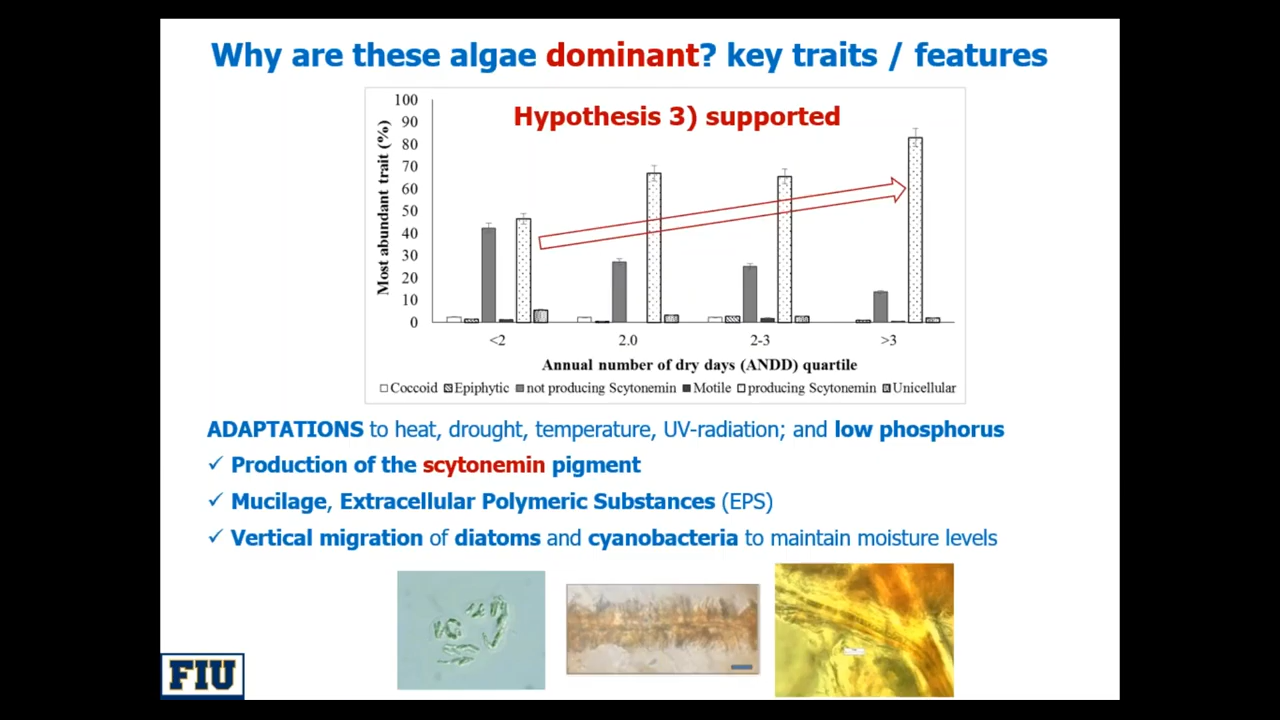 Why are these algae dominant? key traits / features
Hypothesis 3) supported
Most abundant trait (%)
100
90
80
70
60
50
40
30
20
10
0
<2 2.0 2-3 >3
Annual number of dry days (ANDD) quartile
Coccoid Epiphytic not producing Scytonemin Motile producing Scytonemin Unicellular
ADAPTATIONS to heat, drought, temperature, UV-radiation; and low phosphorus
✓ Production of the scytonemin pigment
✓ Mucilage, Extracellular Polymeric Substances (EPS)
✓ Vertical migration of diatoms and cyanobacteria to maintain moisture levels
FIU